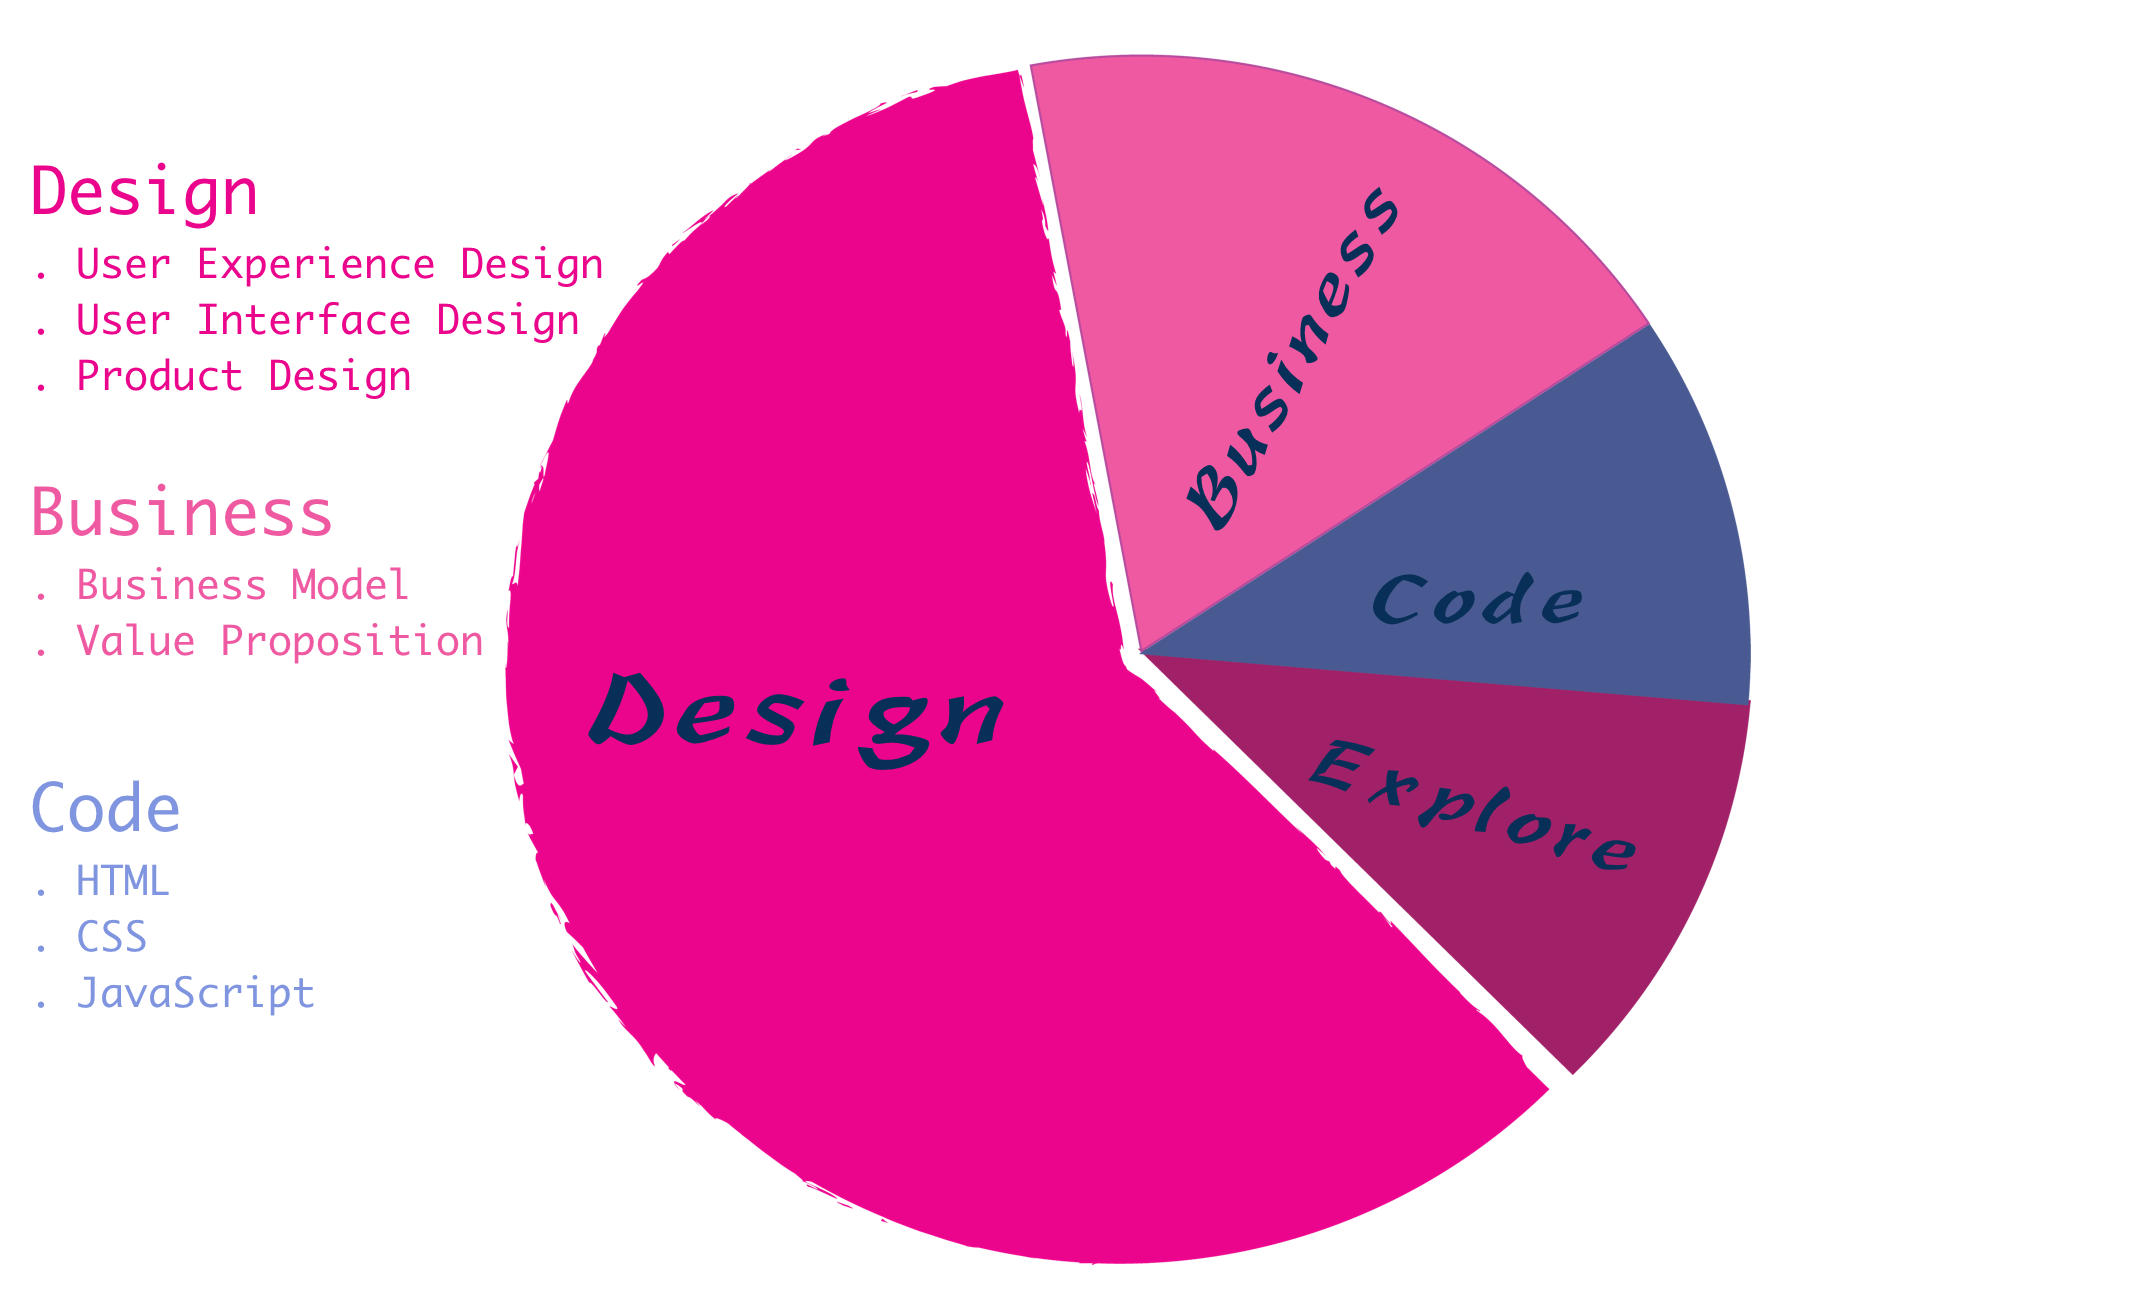 Design
. User Experience Design
. User Interface Design
. Product Design
Business
. Business Model
. Value Proposition
Code
. HTML
. CSS
. JavaScript
Business
Code
Design
Explore